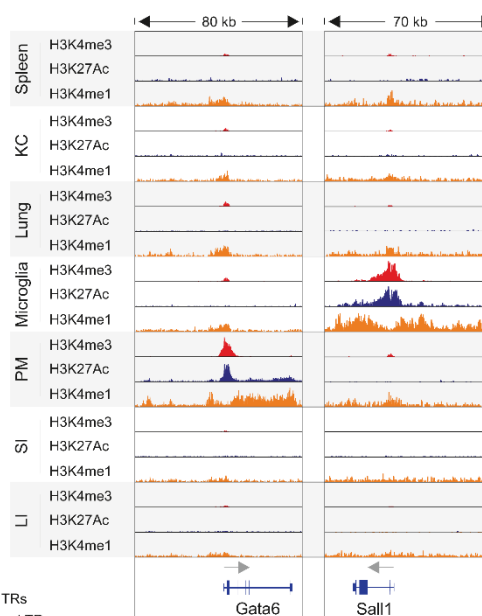 80 kb 70 kb
Spleen
H3K4me3
H3K27Ac
H3K4me1
KC
H3K4me3
H3K27Ac
H3K4me1
Lung
H3K4me3
H3K27Ac
H3K4me1
Microglia
H3K4me3
H3K27Ac
H3K4me1
PM
H3K4me3
H3K27Ac
H3K4me1
SI
H3K4me3
H3K27Ac
H3K4me1
LI
H3K4me3
H3K27Ac
H3K4me1
TRs
Gata6 Sall1